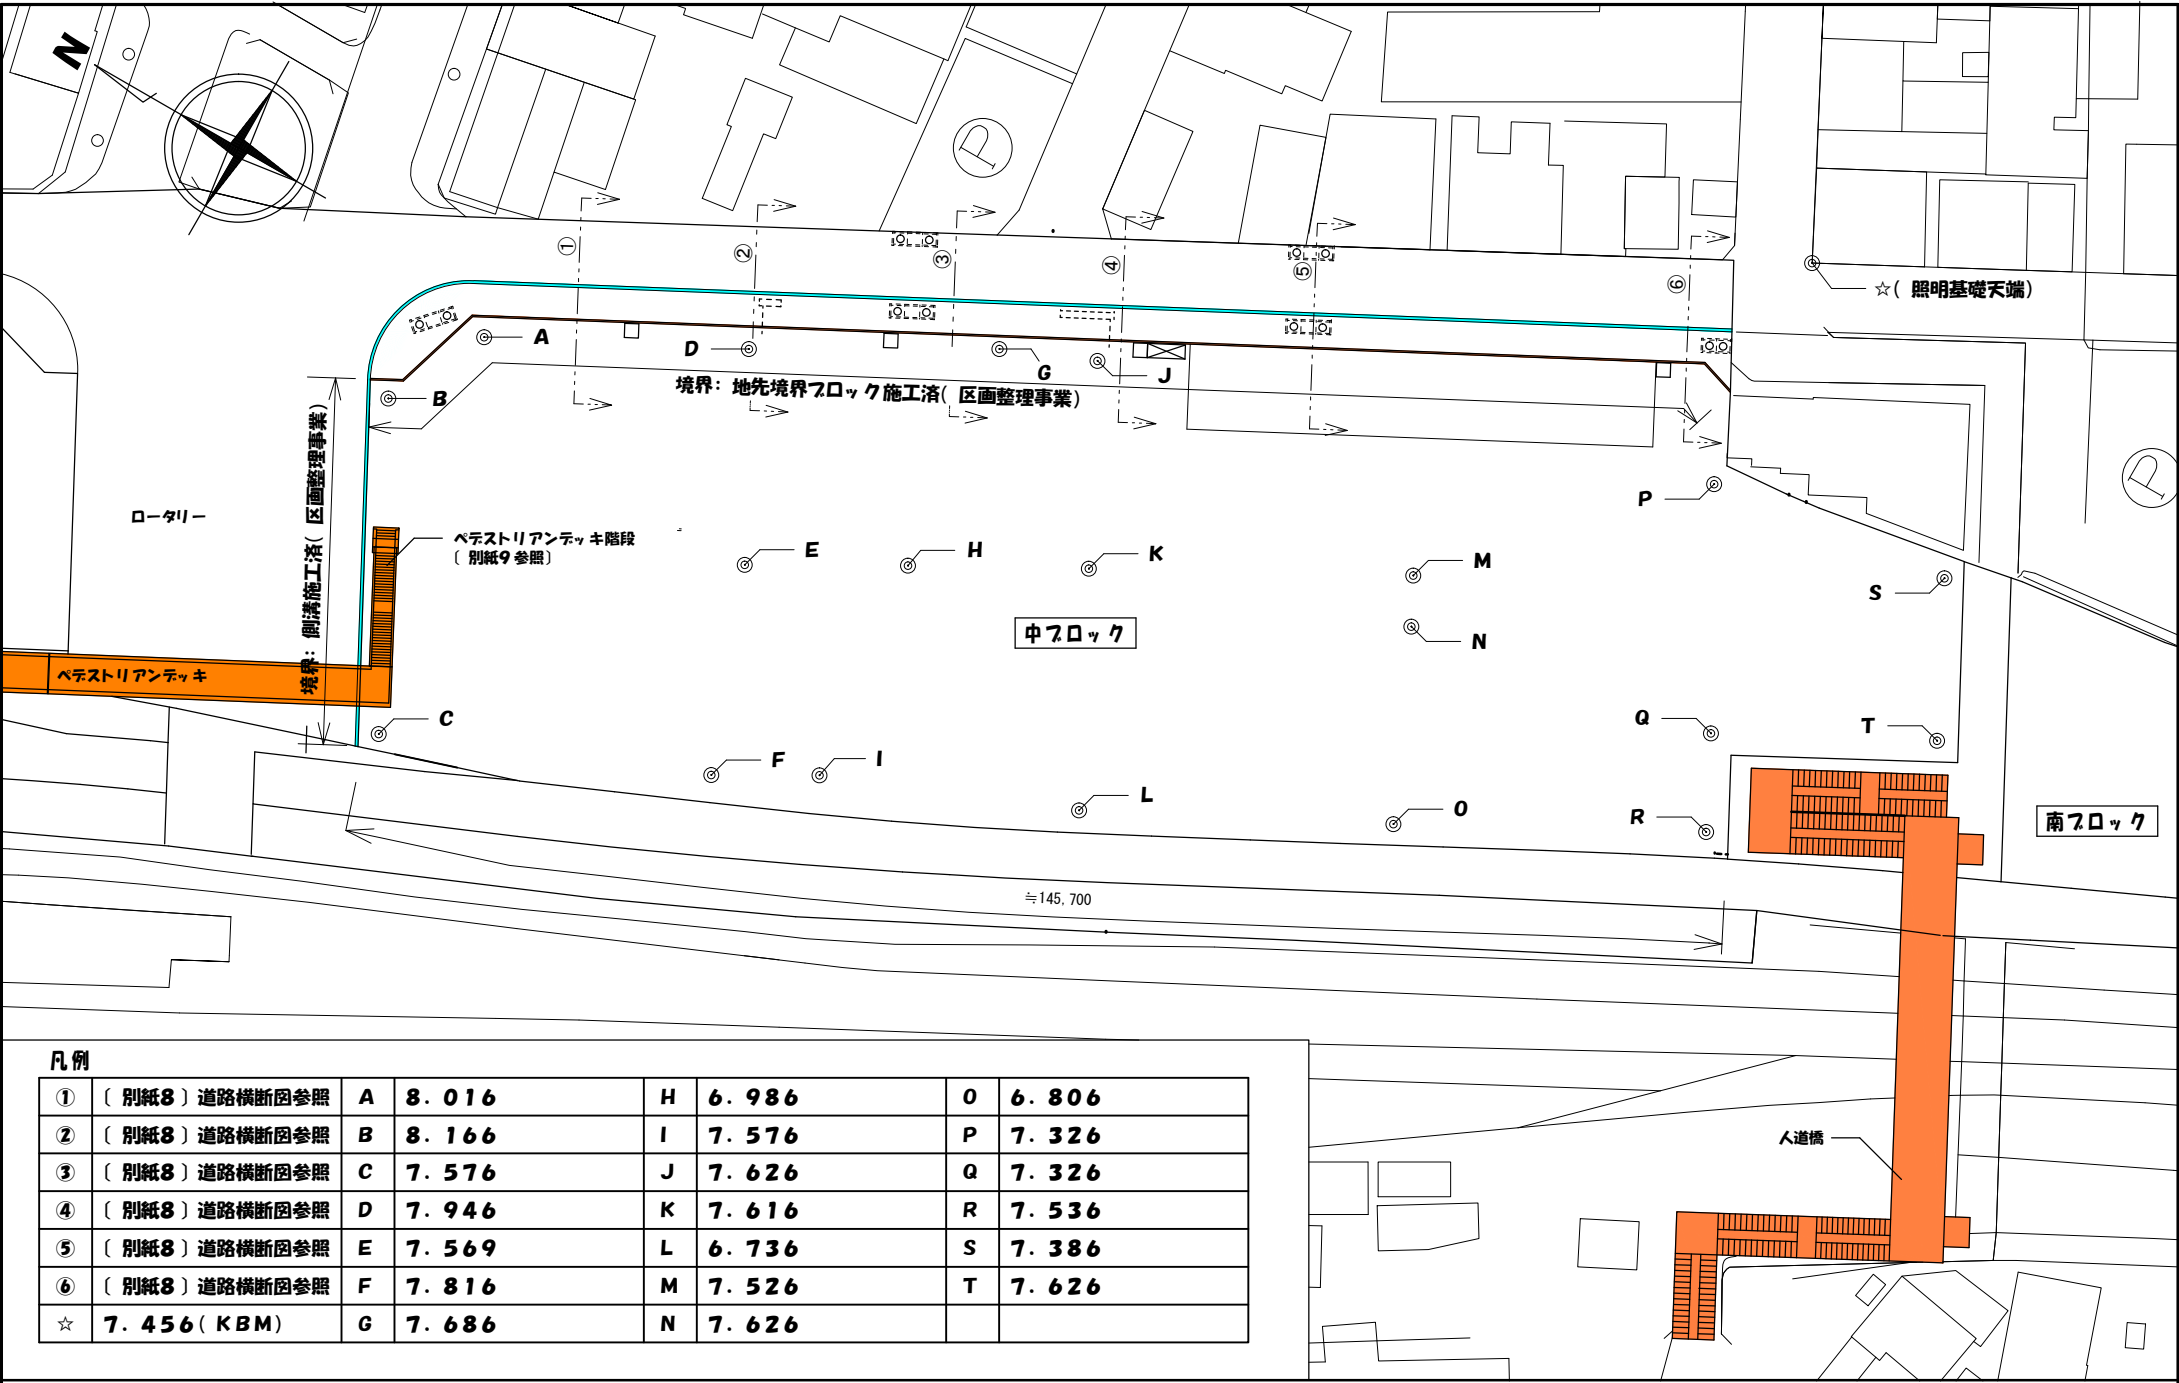 N
P
①
②
③
④
⑤
⑥
☆( 照明基礎天端)
A
D
G
J
B
境界: 地先境界ブロック施工済( 区画整理事業)
境界: 側溝施工済( 区画整理事業)
P
ロータリー
P
ペデストリアンデッキ階段
〔 別紙9参照〕
E
H
K
M
S
中ブロック
N
ペデストリアンデッキ
C
Q
T
F
I
L
O
R
南ブロック
≒145,700
人道橋
凡例
① 〔 別紙8 〕道路横断図参照 A 8. 016 H 6. 986 O 6. 806
② 〔 別紙8 〕道路横断図参照 B 8. 166 I 7. 576 P 7. 326
③ 〔 別紙8 〕道路横断図参照 C 7. 576 J 7. 626 Q 7. 326
④ 〔 別紙8 〕道路横断図参照 D 7. 946 K 7. 616 R 7. 536
⑤ 〔 別紙8 〕道路横断図参照 E 7. 569 L 6. 736 S 7. 386
⑥ 〔 別紙8 〕道路横断図参照 F 7. 816 M 7. 526 T 7. 626
☆ 7. 456( KBM) G 7. 686 N 7. 626